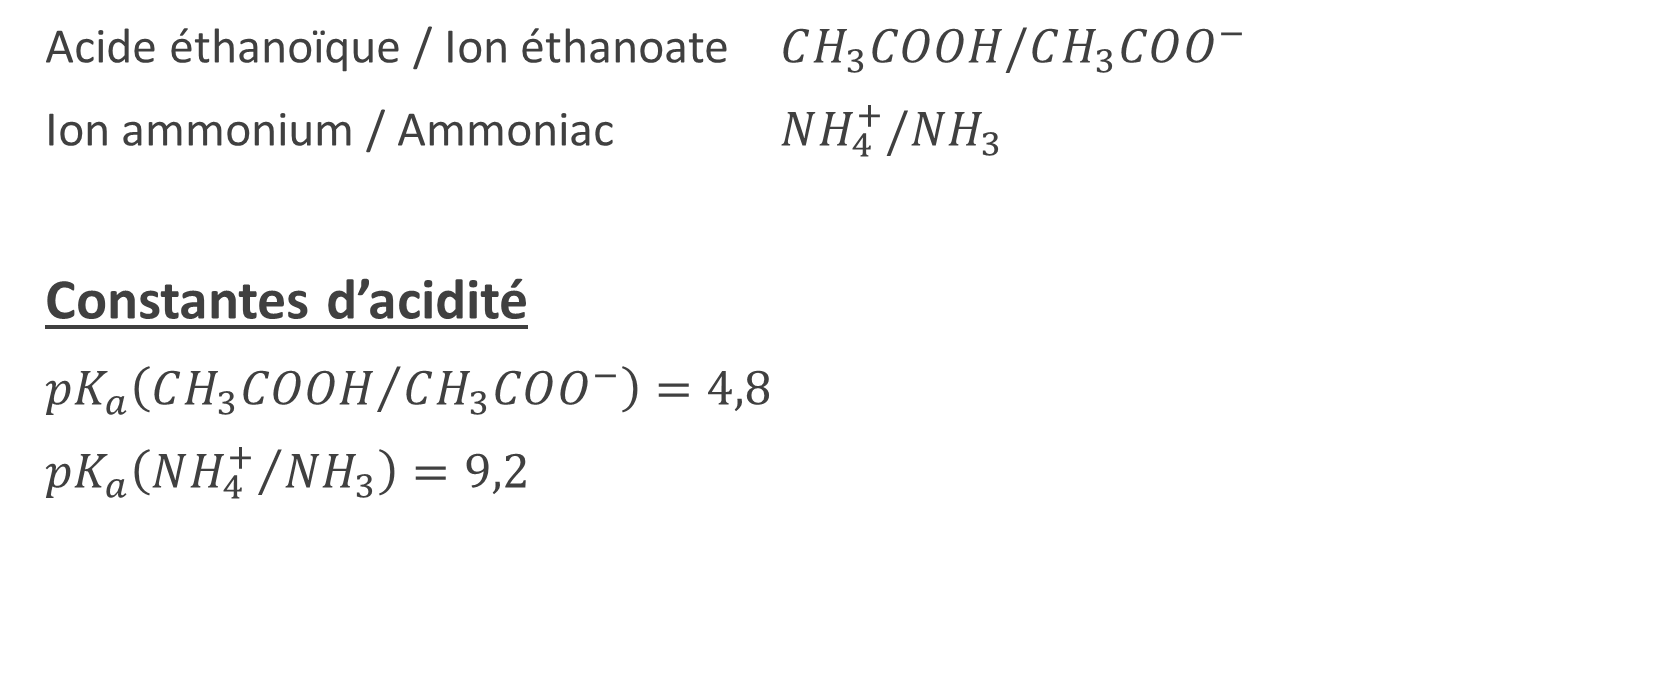 Acide éthanoïque / Ion éthanoate CH₃COOH/CH₃COO⁻
Ion ammonium / Ammoniac NH₄⁺/NH₃
Constantes d’acidité
pKₐ(CH₃COOH/CH₃COO⁻) = 4,8
pKₐ(NH₄⁺/NH₃) = 9,2